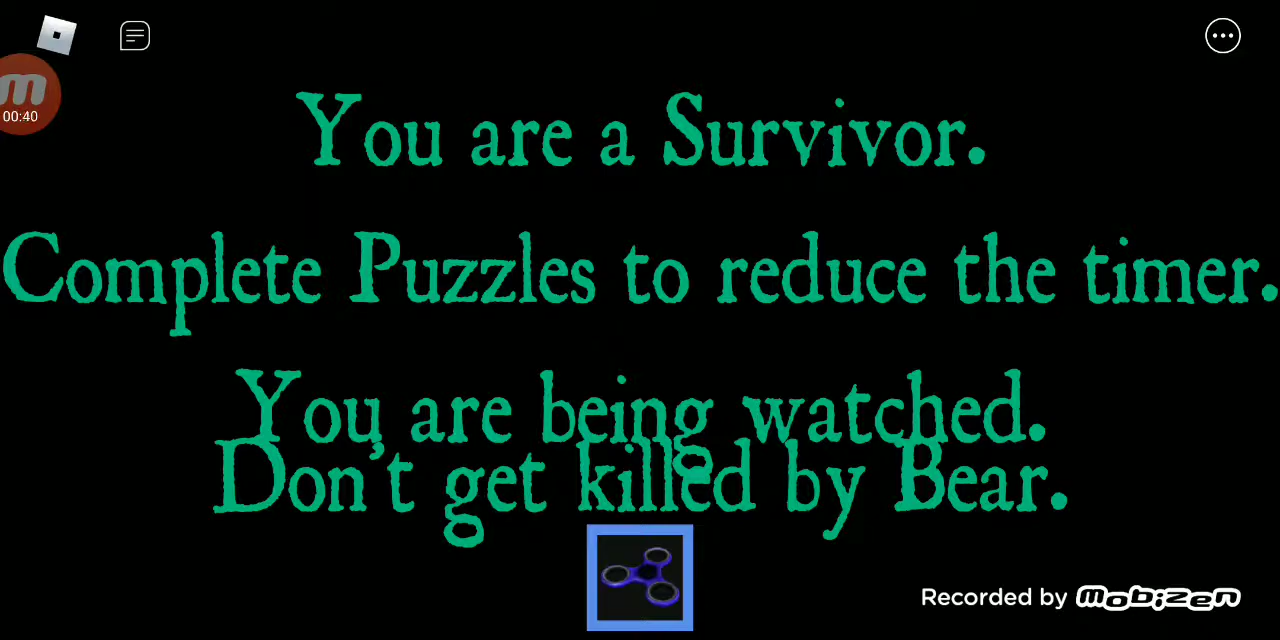 m
00:40
You are a Survivor.
Complete Puzzles to reduce the timer.
You are being watched.
Don't get killed by Bear.
Recorded by mobizen